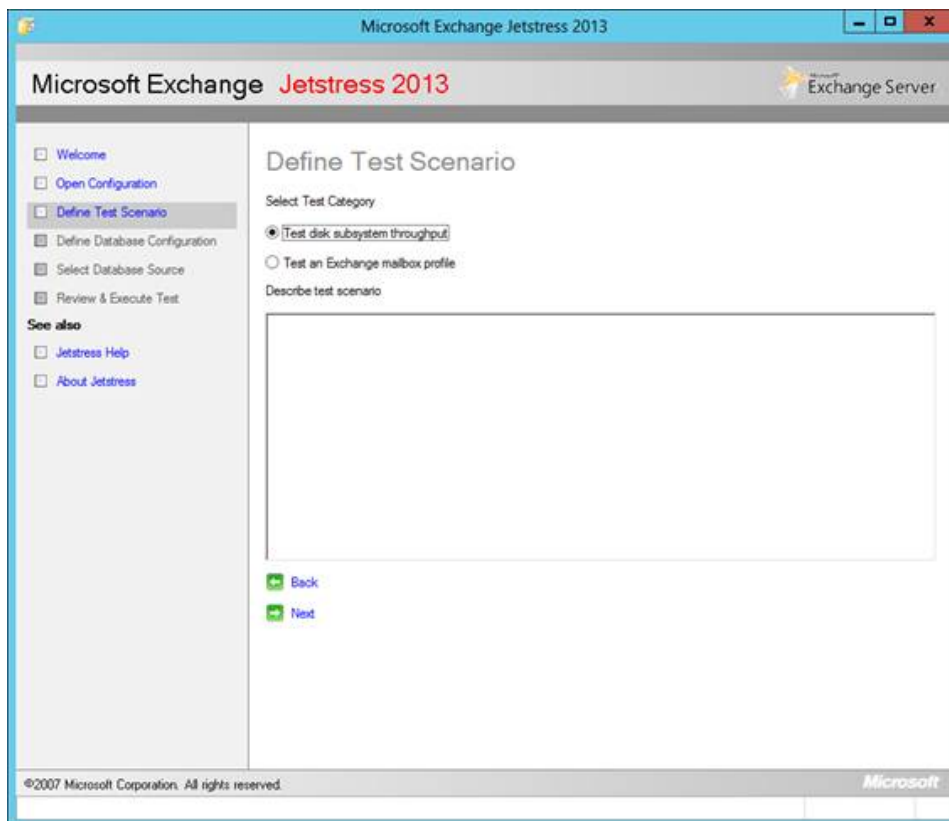 Microsoft Exchange Jetstress 2013
Microsoft Exchange Jetstress 2013
Microsoft
Exchange Server
Welcome
Open Configuration
Define Test Scenario
Define Database Configuration
Select Database Source
Review & Execute Test
See also
Jetstress Help
About Jetstress
Define Test Scenario
Select Test Category
Test disk subsystem throughput
Test an Exchange mailbox profile
Describe test scenario
Back
Next
©2007 Microsoft Corporation. All rights reserved.
Microsoft